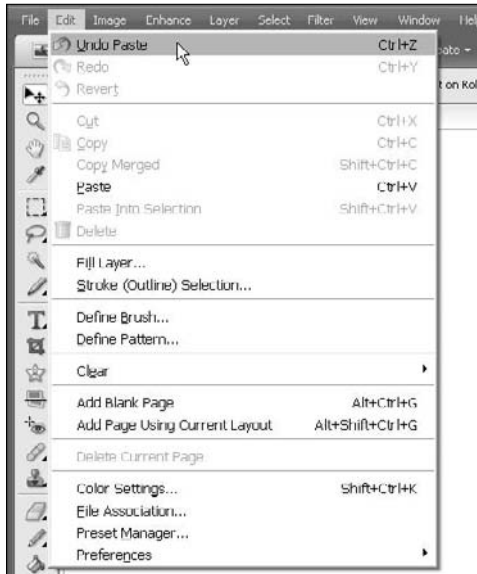 File Edit Image Enhance Layer Select Filter View Window Hel
Undo Paste Ctrl+Z
Redo Ctrl+Y
Revert
Cut Ctrl+X
Copy Ctrl+C
Copy Merged Shift+Ctrl+C
Paste Ctrl+V
Paste Into Selection Shift+Ctrl+V
Delete
Fill Layer...
Stroke (Outline) Selection...
Define Brush...
Define Pattern...
Clear
Add Blank Page Alt+Ctrl+G
Add Page Using Current Layout Alt+Shift+Ctrl+G
Delete Current Page
Color Settings... Shift+Ctrl+K
File Association...
Preset Manager...
Preferences
T